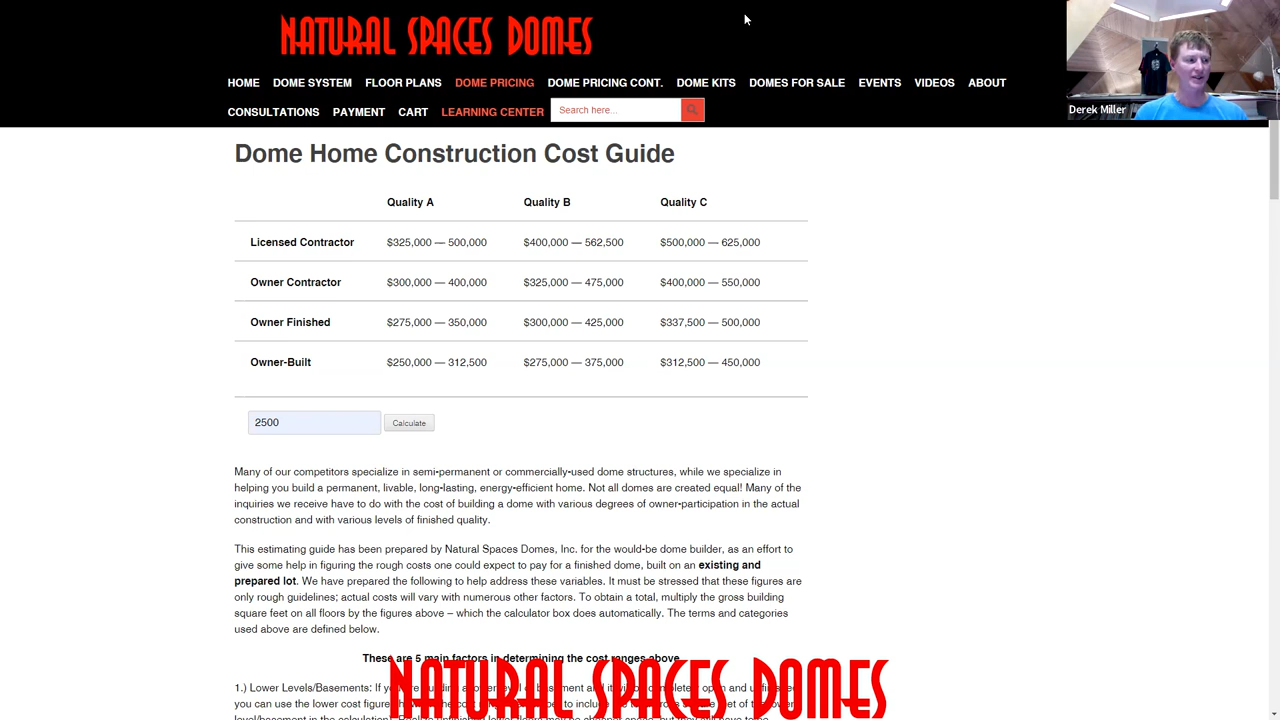 NATURAL SPACES DOMES
HOME DOME SYSTEM FLOOR PLANS DOME PRICING DOME PRICING CONT. DOME KITS DOMES FOR SALE EVENTS VIDEOS ABOUT
CONSULTATIONS PAYMENT CART LEARNING CENTER Search here...
Derek Miller
Dome Home Construction Cost Guide
Quality A Quality B Quality C
Licensed Contractor $325,000 — 500,000 $400,000 — 562,500 $500,000 — 625,000
Owner Contractor $300,000 — 400,000 $325,000 — 475,000 $400,000 — 550,000
Owner Finished $275,000 — 350,000 $300,000 — 425,000 $337,500 — 500,000
Owner-Built $250,000 — 312,500 $275,000 — 375,000 $312,500 — 450,000
2500 Calculate
Many of our competitors specialize in semi-permanent or commercially-used dome structures, while we specialize in
helping you build a permanent, livable, long-lasting, energy-efficient home. Not all domes are created equal! Many of the
inquiries we receive have to do with the cost of building a dome with various degrees of owner-participation in the actual
construction and with various levels of finished quality.
This estimating guide has been prepared by Natural Spaces Domes, Inc. for the would-be dome builder, as an effort to
give some help in figuring the rough costs one could expect to pay for a finished dome, built on an existing and
prepared lot. We have prepared the following to help address these variables. It must be stressed that these figures are
only rough guidelines; actual costs will vary with numerous other factors. To obtain a total, multiply the gross building
square feet on all floors by the figures above – which the calculator box does automatically. The terms and categories
used above are defined below.
These are 5 main factors in determining the cost ranges above
NATURAL SPACES DOMES
1.) Lower Levels/Basements: If you
you can use the lower cost figure